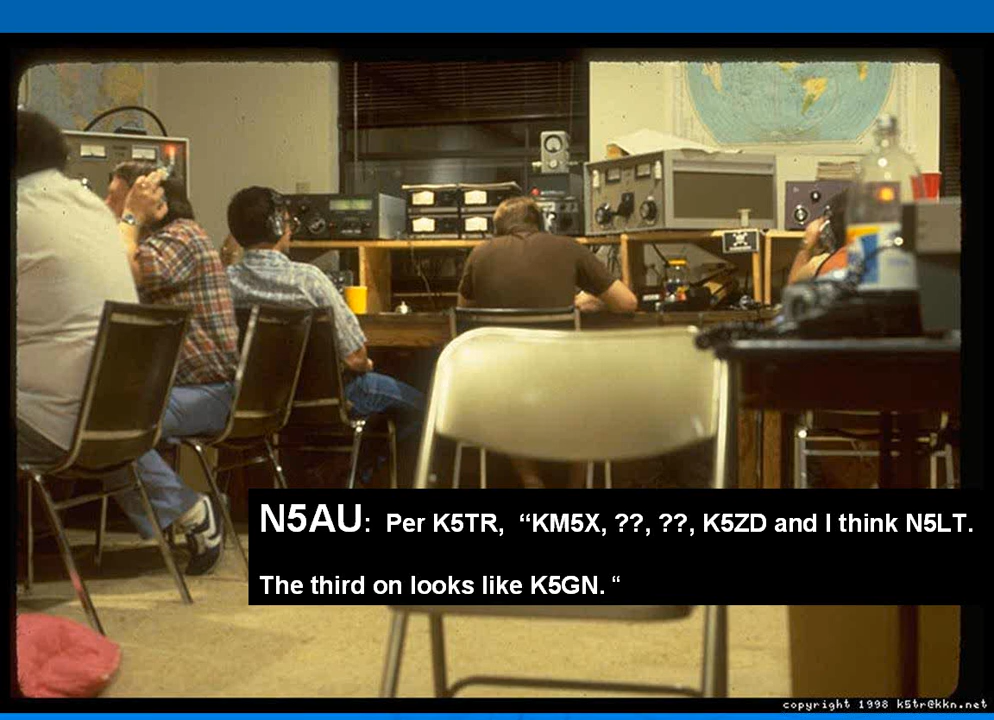 N5AU: Per K5TR, “KM5X, ??, ??, K5ZD and I think N5LT.
The third on looks like K5GN. “
copyright 1998 k5tr@kkn.net